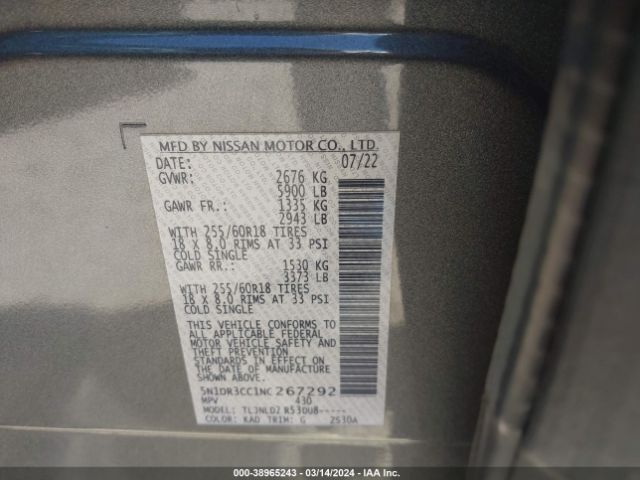 MFD BY NISSAN MOTOR CO., LTD.
DATE: 07/22
GVWR: 2676 KG
5900 LB
GAWR FR.: 1335 KG
2943 LB
WITH 255/60R18 TIRES
18 X 8.0 RIMS AT 33 PSI
COLD SINGLE
GAWR RR.: 1530 KG
3373 LB
WITH 255/60R18 TIRES
18 X 8.0 RIMS AT 33 PSI
COLD SINGLE
THIS VEHICLE CONFORMS TO
ALL APPLICABLE FEDERAL
MOTOR VEHICLE SAFETY AND
THEFT PREVENTION
STANDARDS IN EFFECT ON
THE DATE OF MANUFACTURE
SHOWN ABOVE.
5N1DR3CC1NC267292
MPV 430
MODEL: TLJNLDZ R53DU8-----
COLOR: KAD TRIM: G 2530A
000-38965243 - 03/14/2024 - IAA Inc.